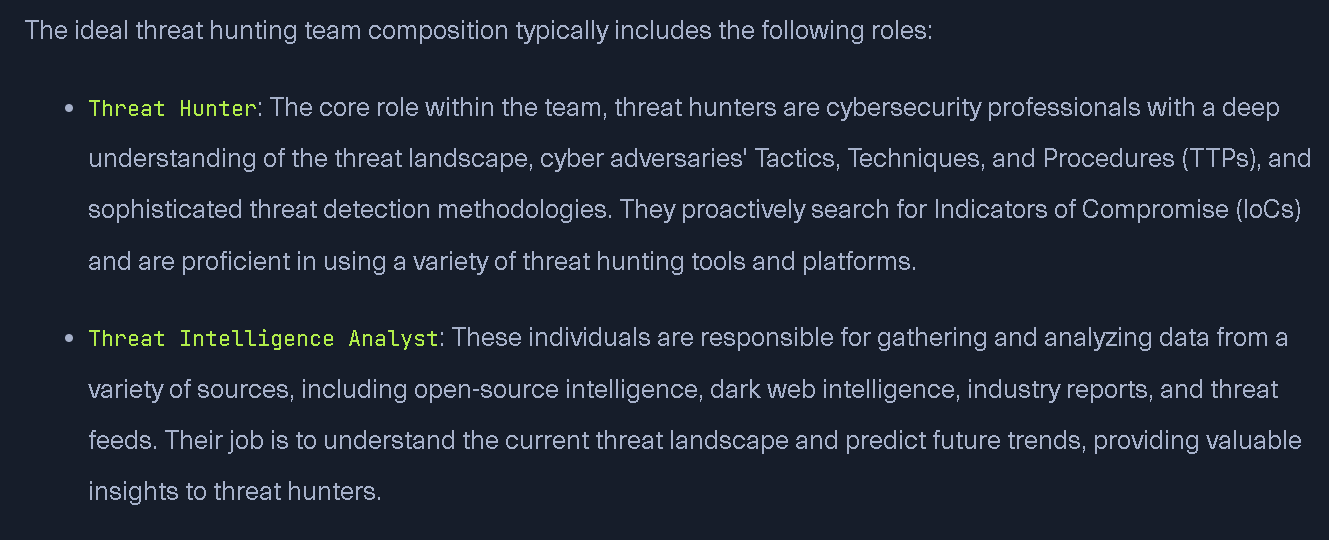 The ideal threat hunting team composition typically includes the following roles:
• Threat Hunter: The core role within the team, threat hunters are cybersecurity professionals with a deep
understanding of the threat landscape, cyber adversaries' Tactics, Techniques, and Procedures (TTPs), and
sophisticated threat detection methodologies. They proactively search for Indicators of Compromise (IoCs)
and are proficient in using a variety of threat hunting tools and platforms.
• Threat Intelligence Analyst: These individuals are responsible for gathering and analyzing data from a
variety of sources, including open-source intelligence, dark web intelligence, industry reports, and threat
feeds. Their job is to understand the current threat landscape and predict future trends, providing valuable
insights to threat hunters.